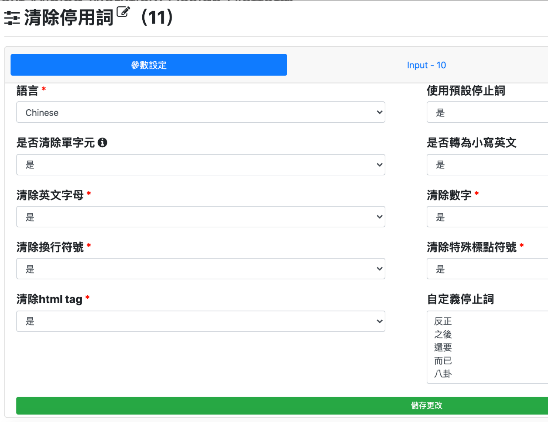 清除停用詞 （11）
參數設定 Input - 10
語言 * 使用預設停止詞
Chinese 是
是否清除單字元 是否轉為小寫英文
是 是
清除英文字母 * 清除數字 *
是 是
清除換行符號 * 清除特殊標點符號 *
是 是
清除html tag * 自定義停止詞
是 反正
之後
還要
而已
八卦
儲存更改